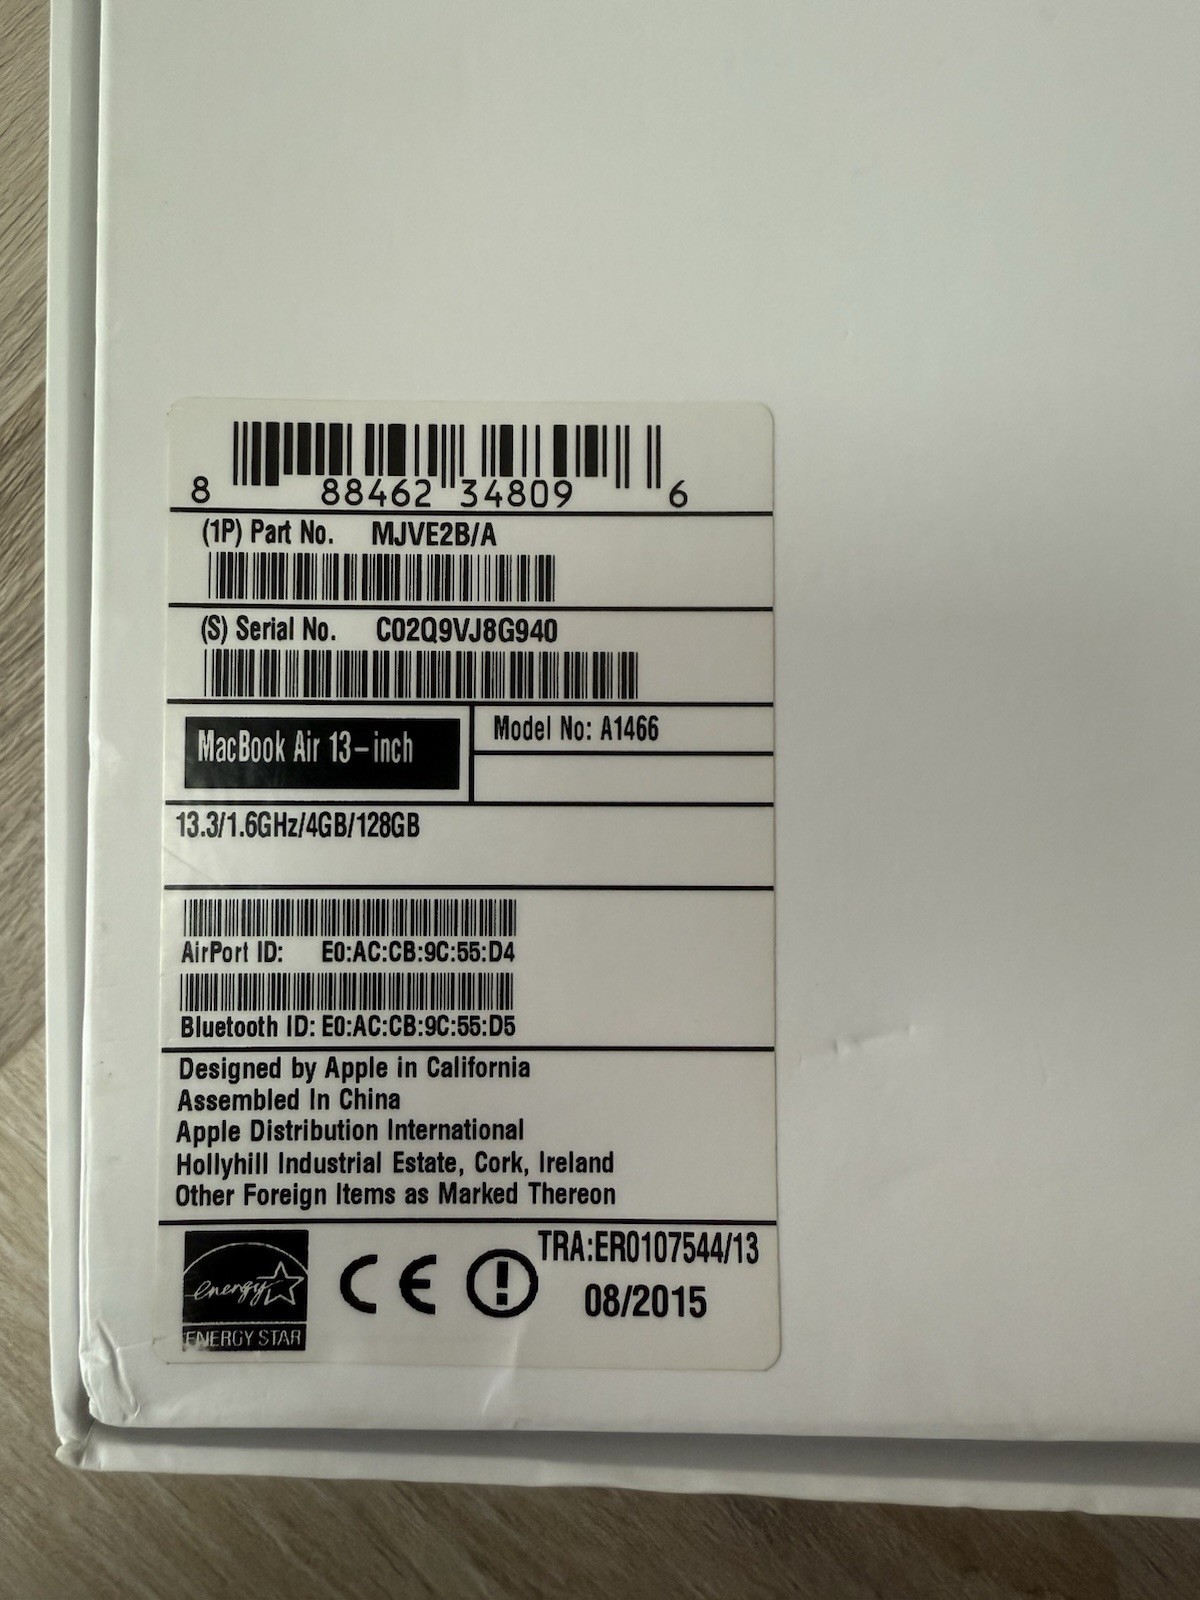 8 88462 34809 6
(1P) Part No. MJVE2B/A
(S) Serial No. C02Q9VJ8G940
MacBook Air 13-inch
Model No: A1466
13.3/1.6GHz/4GB/128GB
AirPort ID: E0:AC:CB:9C:55:D4
Bluetooth ID: E0:AC:CB:9C:55:D5
Designed by Apple in California
Assembled In China
Apple Distribution International
Hollyhill Industrial Estate, Cork, Ireland
Other Foreign Items as Marked Thereon
energy
ENERGY STAR
CE
TRA:ER0107544/13
08/2015